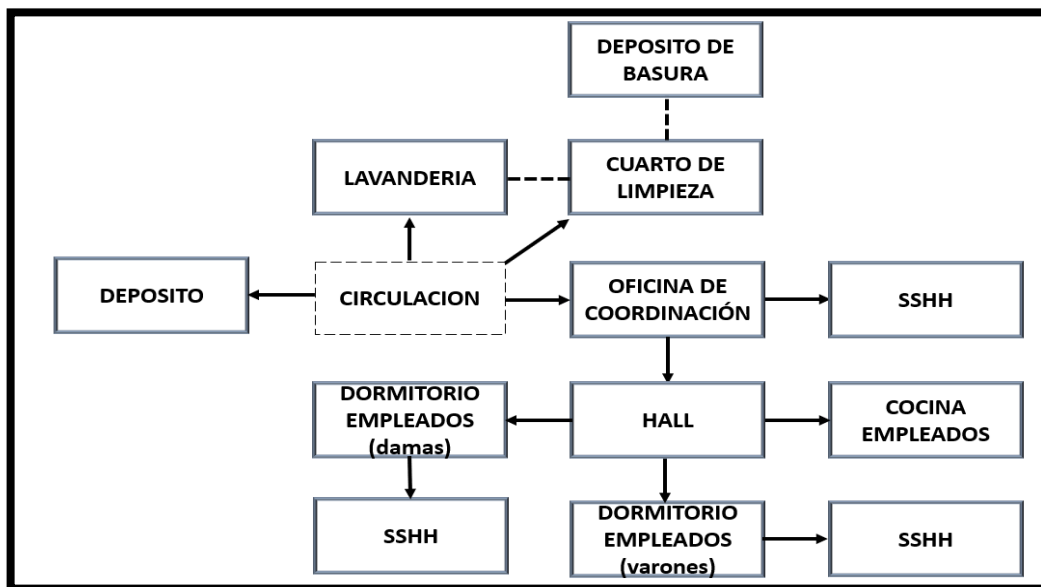 DEPOSITO DE
BASURA
LAVANDERIA
CUARTO DE
LIMPIEZA
DEPOSITO
CIRCULACION
OFICINA DE
COORDINACIÓN
SSHH
DORMITORIO
EMPLEADOS
(damas)
HALL
COCINA
EMPLEADOS
SSHH
DORMITORIO
EMPLEADOS
(varones)
SSHH